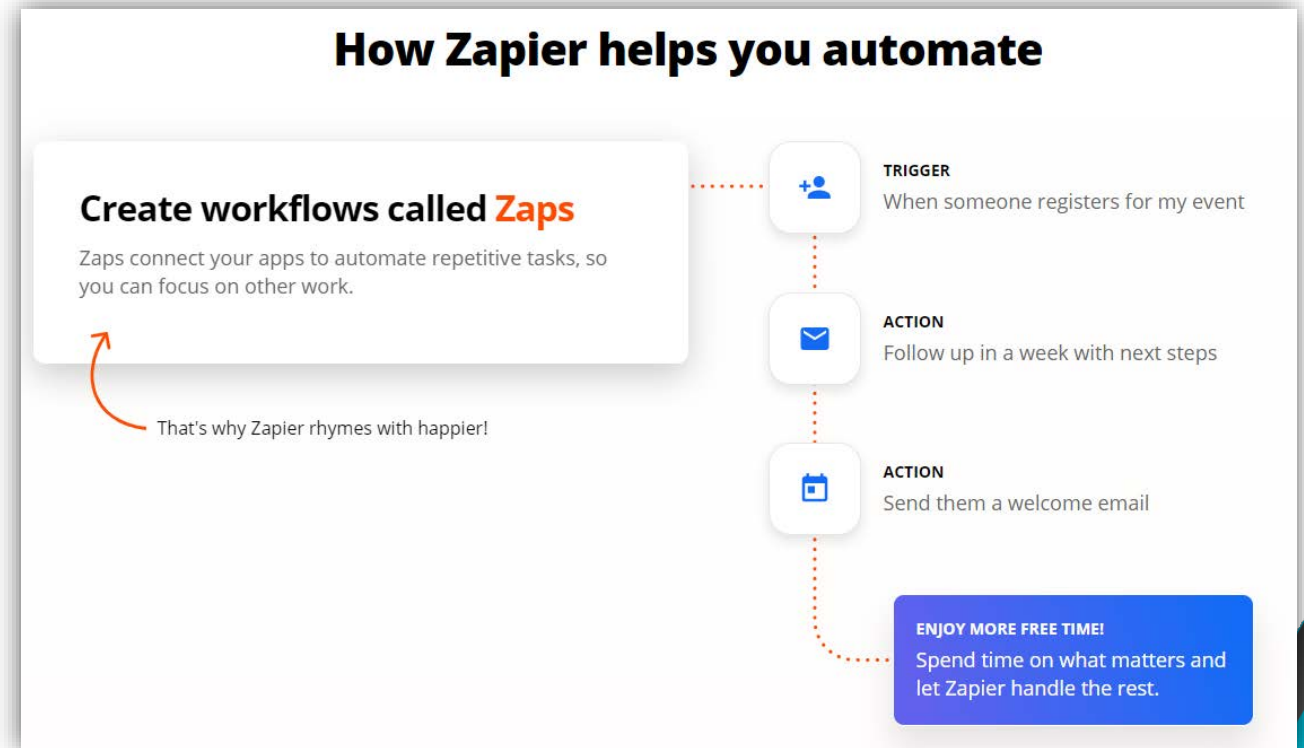 How Zapier helps you automate
Create workflows called Zaps
Zaps connect your apps to automate repetitive tasks, so
you can focus on other work.
That's why Zapier rhymes with happier!
TRIGGER
When someone registers for my event
ACTION
Follow up in a week with next steps
ACTION
Send them a welcome email
ENJOY MORE FREE TIME!
Spend time on what matters and
let Zapier handle the rest.